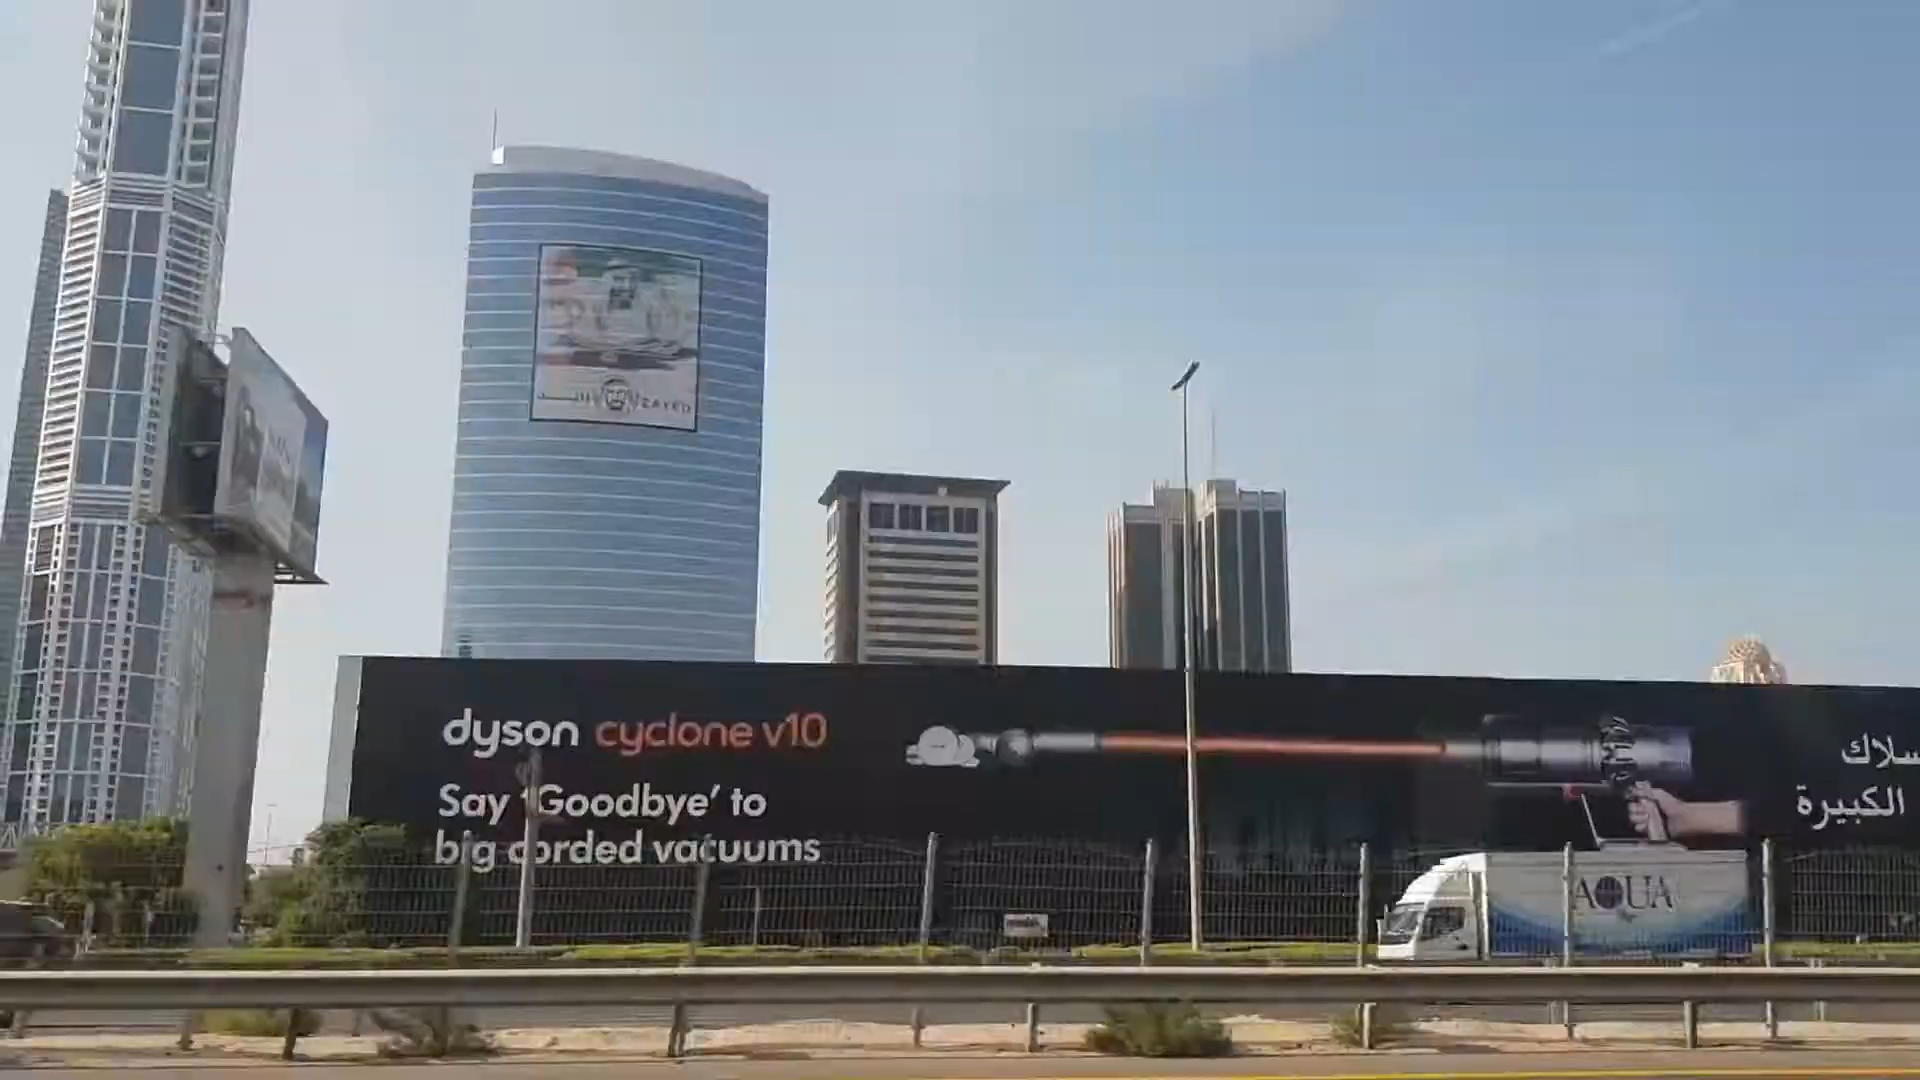 ZAYED
dyson cyclone v10
Say 'Goodbye' to
big corded vacuums
الكبيرة
AQUA